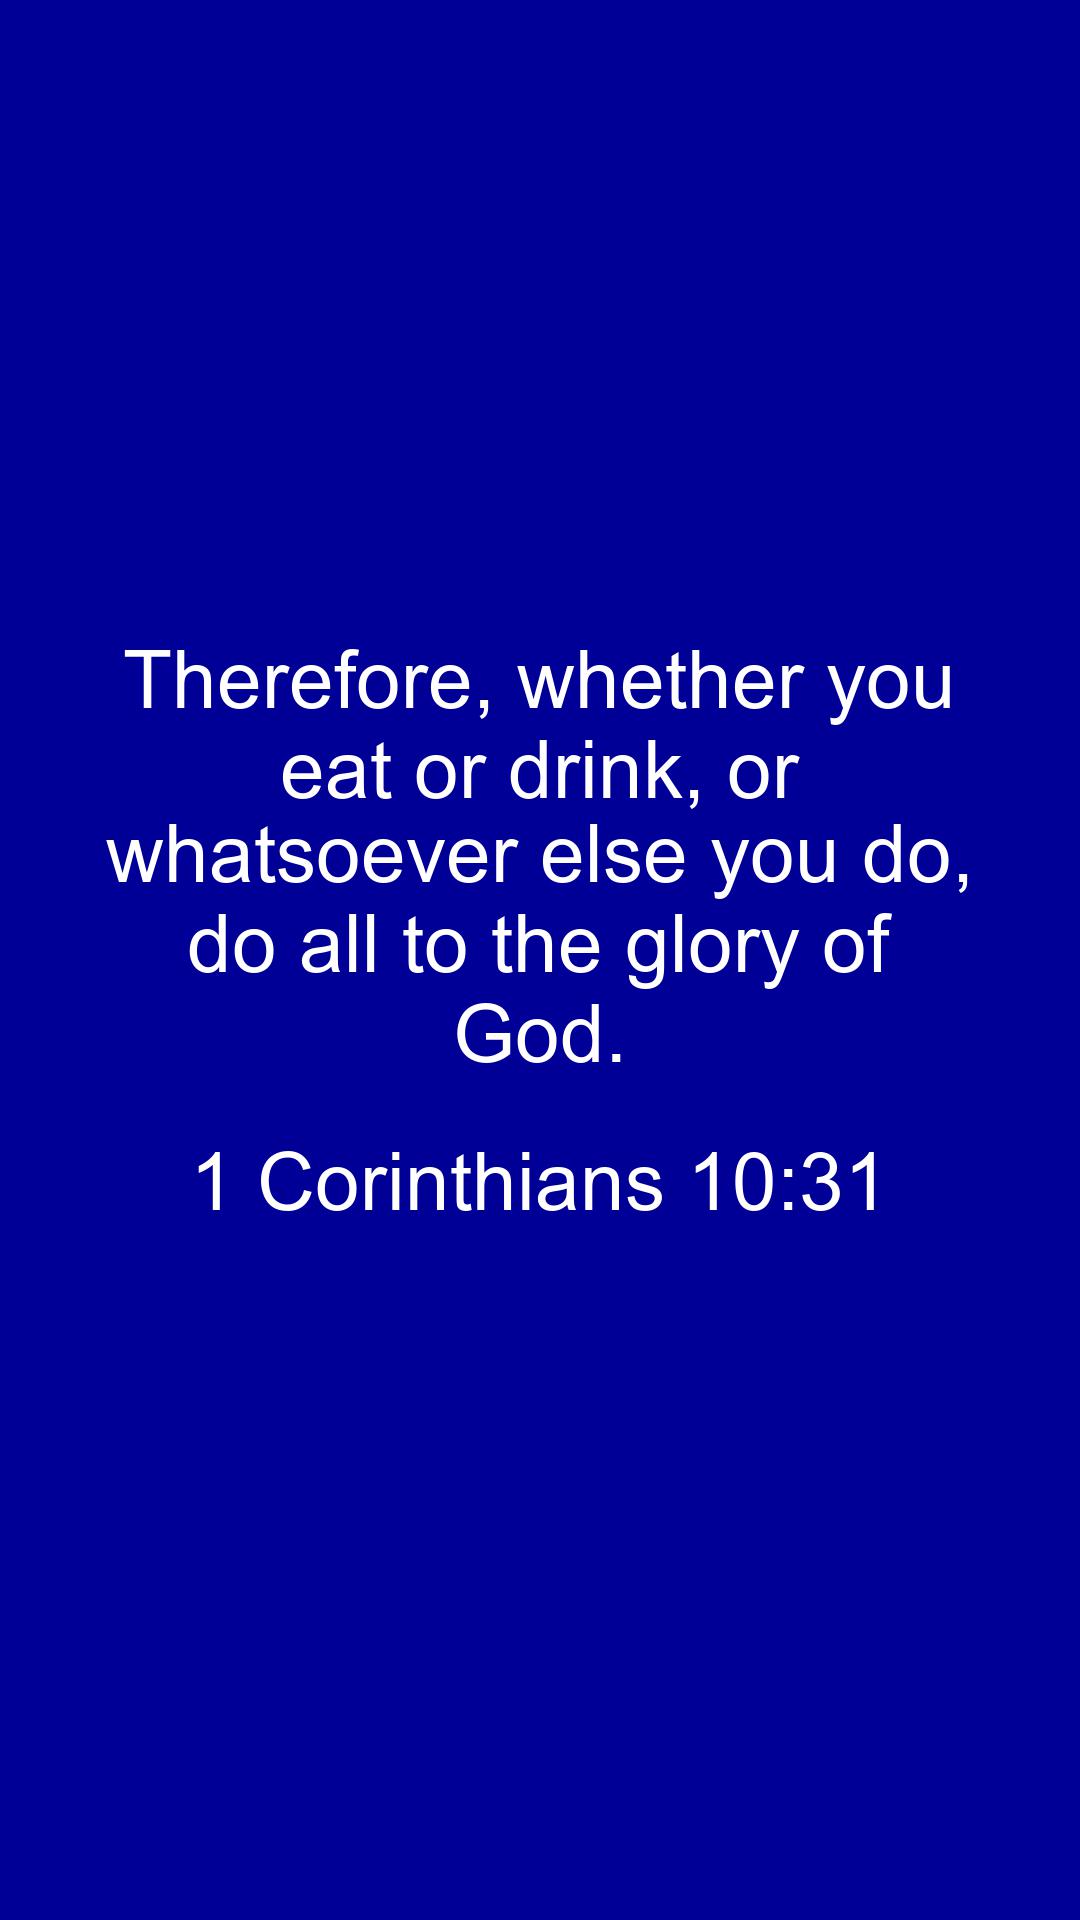 Therefore, whether you
eat or drink, or
whatsoever else you do,
do all to the glory of
God.
1 Corinthians 10:31